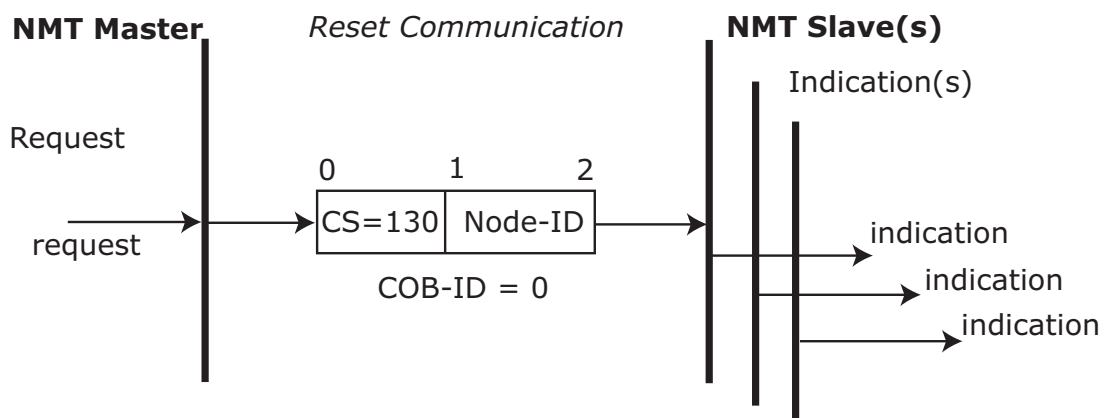 NMT Master
Reset Communication
NMT Slave(s)
Indication(s)
Request
0
1
2
CS=130
Node-ID
request
COB-ID = 0
indication
indication
indication